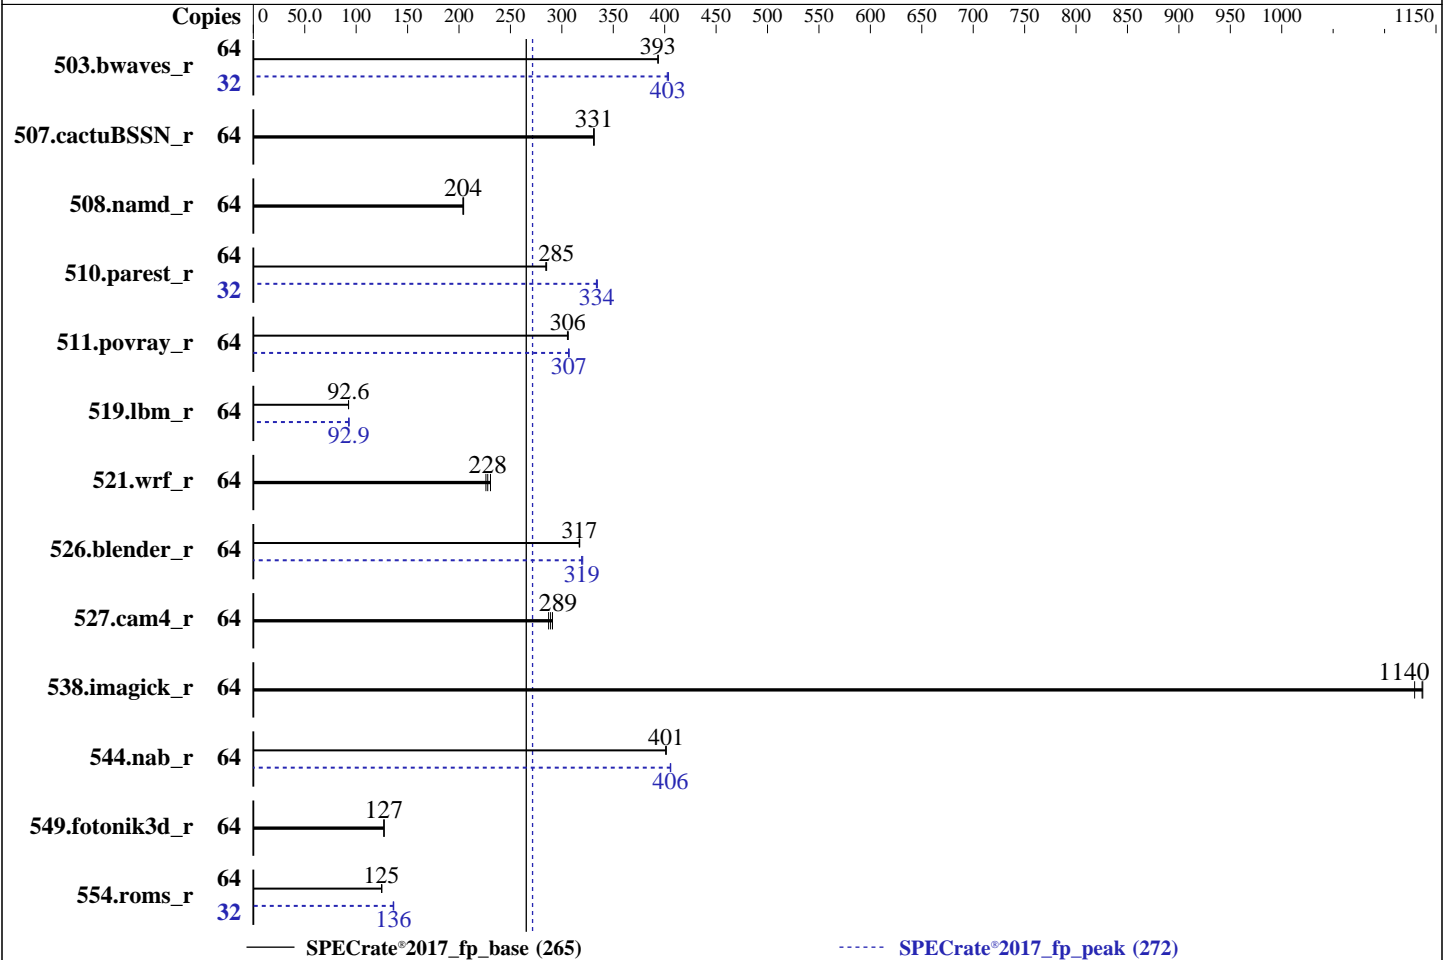 Copies 0 50.0 100 150 200 250 300 350 400 450 500 550 600 650 700 750 800 850 900 950 1000 1150
503.bwaves_r 64 393
32 403
507.cactuBSSN_r 64 331
508.namd_r 64 204
510.parest_r 64 285
32 334
511.povray_r 64 306
307
519.lbm_r 64 92.6
92.9
521.wrf_r 64 228
526.blender_r 64 317
319
527.cam4_r 64 289
538.imagick_r 64 1140
544.nab_r 64 401
406
549.fotonik3d_r 64 127
554.roms_r 64 125
32 136
SPECrate®2017_fp_base (265) SPECrate®2017_fp_peak (272)